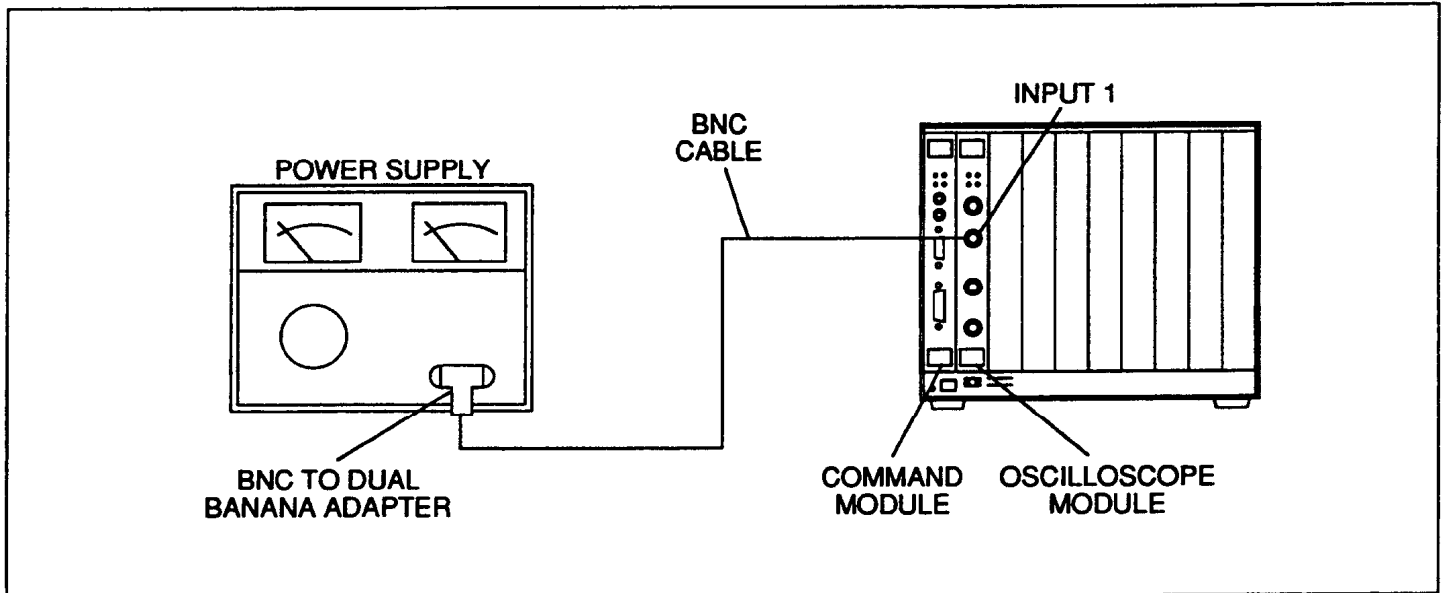 INPUT 1
BNC
CABLE
POWER SUPPLY
BNC TO DUAL
BANANA ADAPTER
COMMAND
MODULE
OSCILLOSCOPE
MODULE